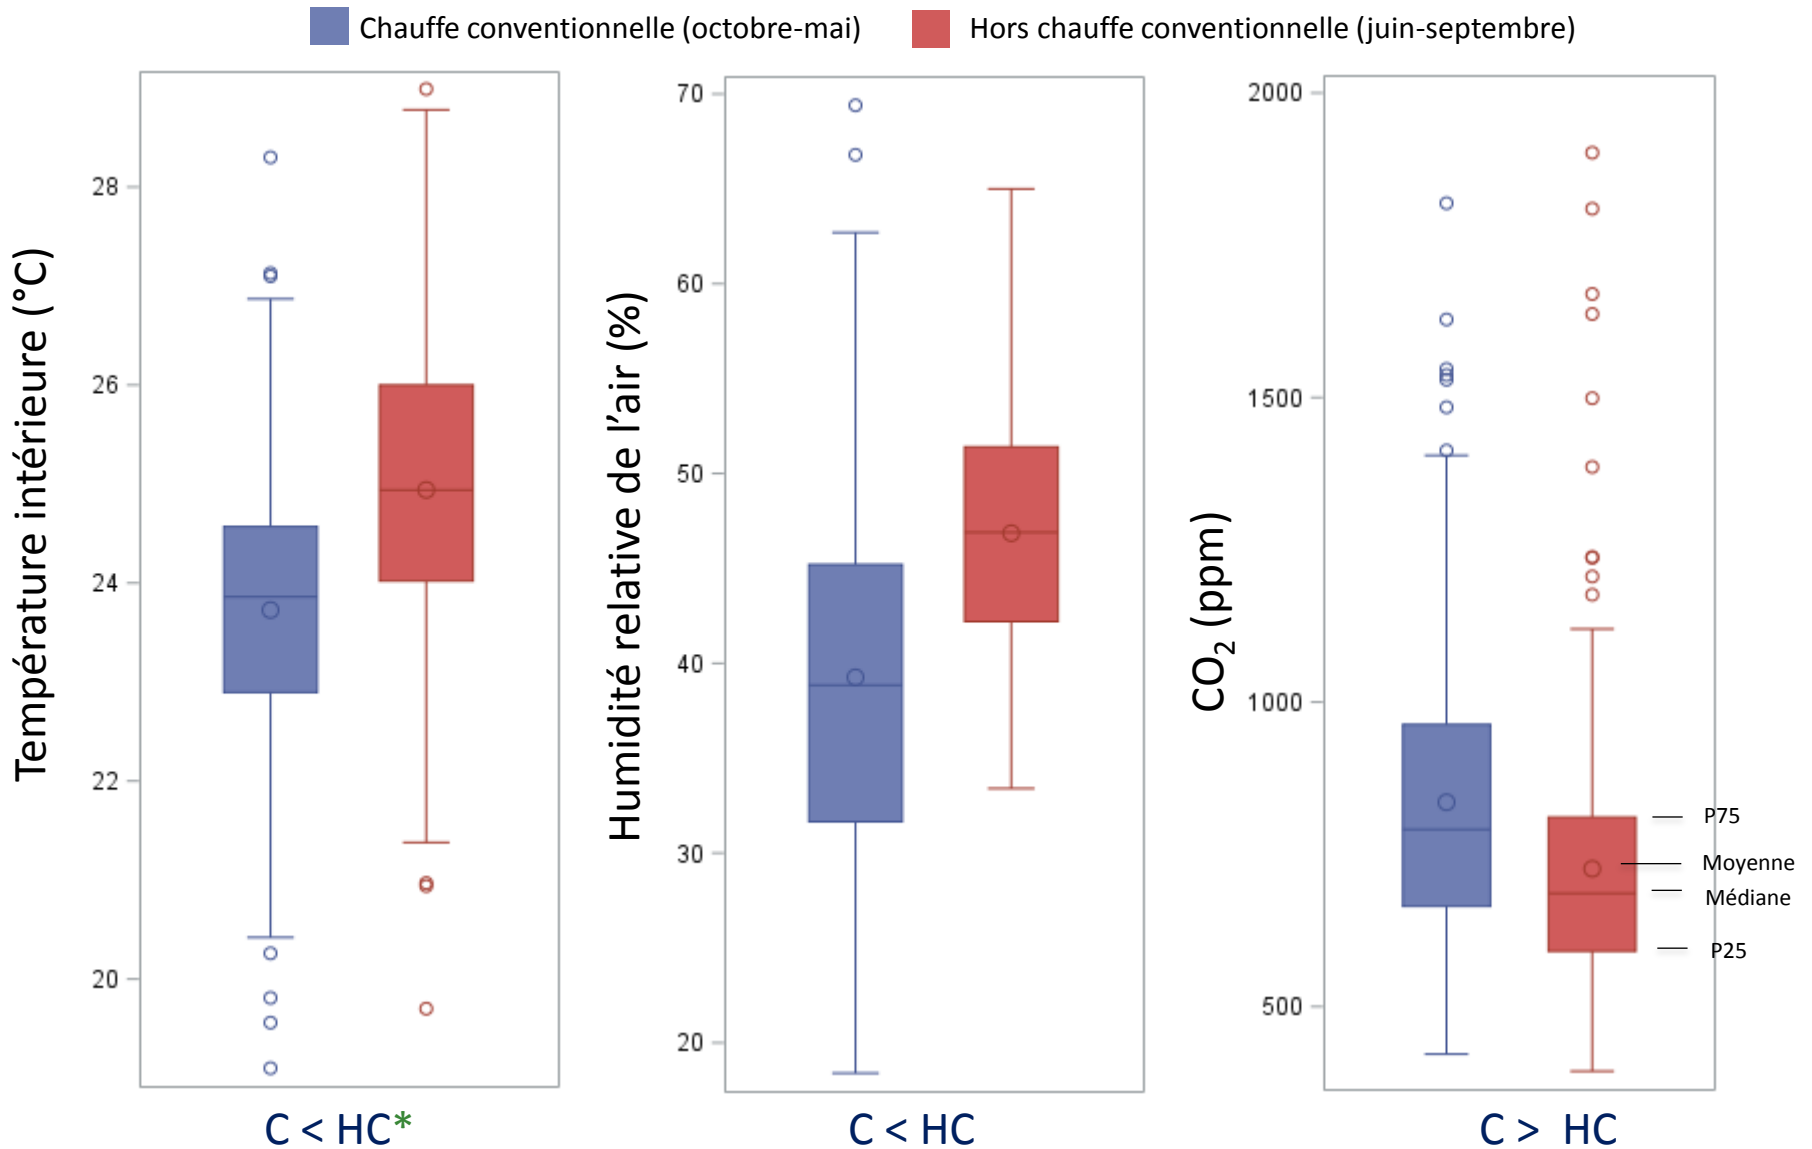 Chauffe conventionnelle (octobre-mai)
Hors chauffe conventionnelle (juin-septembre)
Température intérieure (°C)
28
26
24
22
20
C < HC*
Humidité relative de l’air (%)
70
60
50
40
30
20
C < HC
CO₂ (ppm)
2000
1500
1000
500
P75
Moyenne
Médiane
P25
C > HC